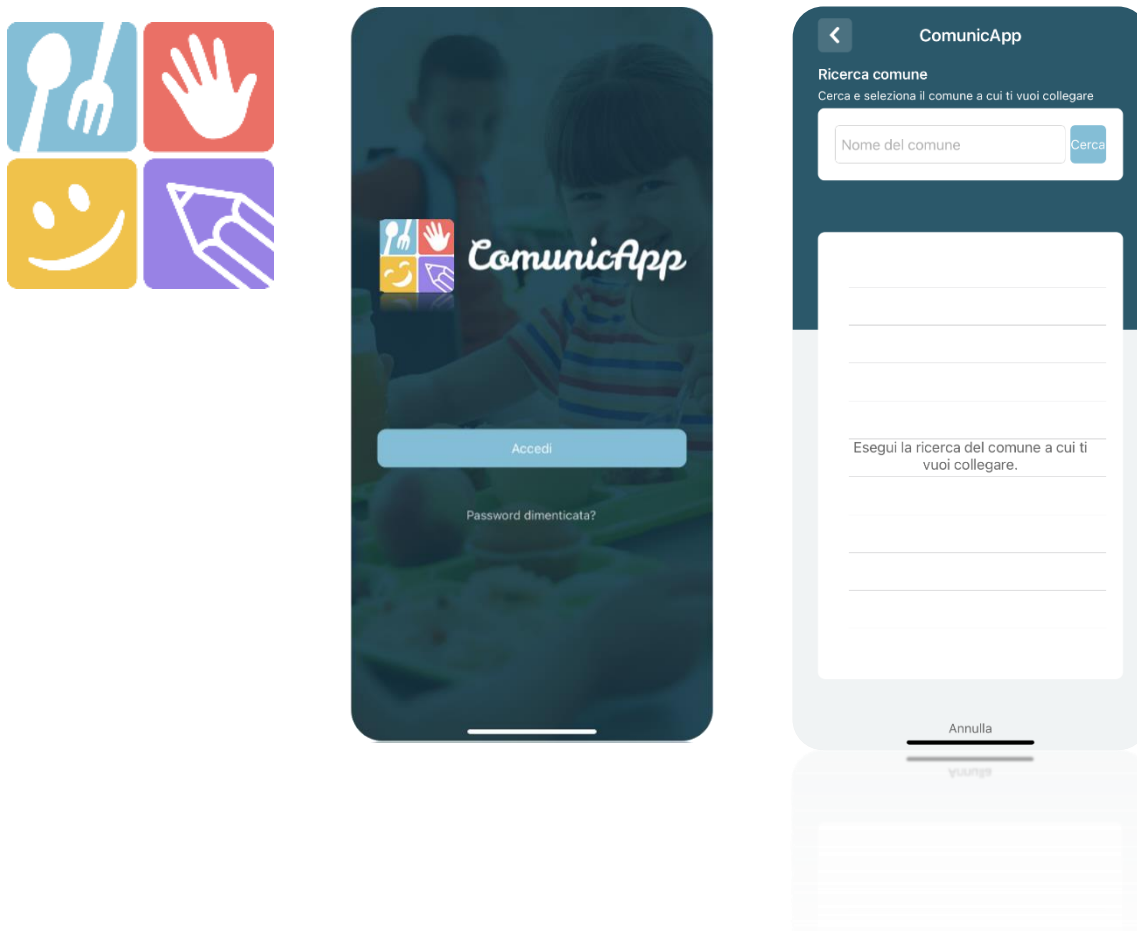 ComunicApp
Accedi
Password dimenticata?
ComunicApp
Ricerca comune
Cerca e seleziona il comune a cui ti vuoi collegare
Nome del comune
Cerca
Esegui la ricerca del comune a cui ti
vuoi collegare.
Annulla